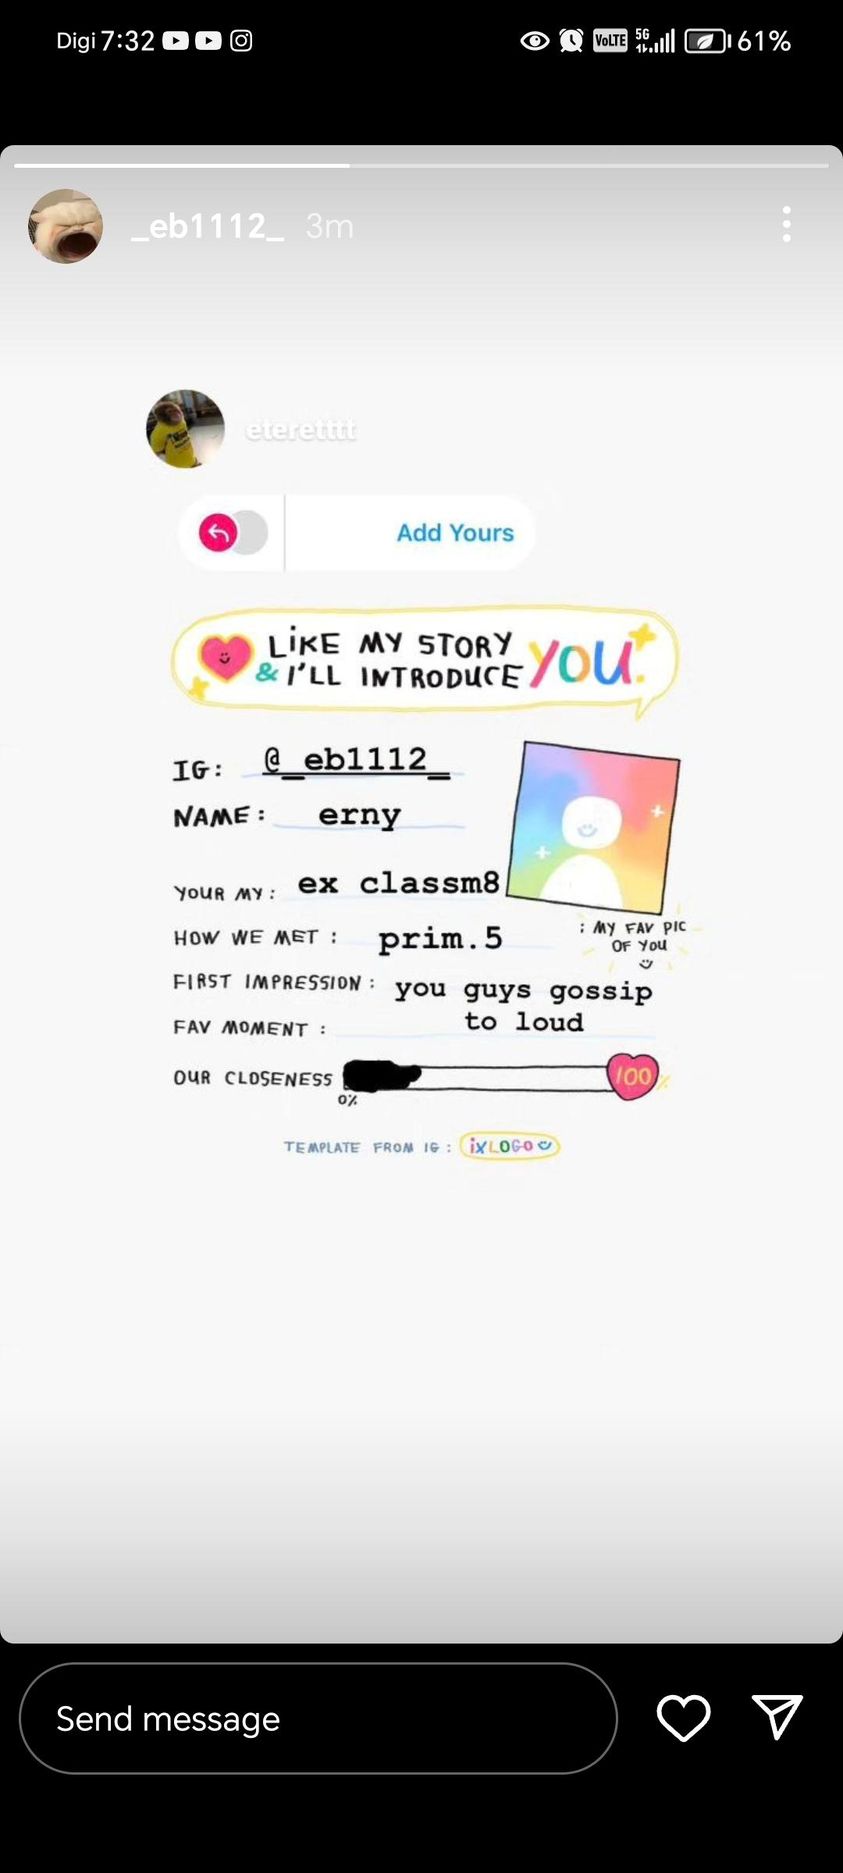 Digi 7:32 VoLTE 5G 61%
_eb1112_ 3m
eteretttt
Add Yours
LiKE MY STORY
& I'LL INTRODUCE YOU.
IG: @_eb1112_
NAME: erny
YOUR MY: ex classm8
HOW WE MET: prim.5
: MY FAV PIC
OF YOU
FIRST IMPRESSION: you guys gossip
to loud
FAV MOMENT :
OUR CLOSENESS 100%
0%
TEMPLATE FROM IG: iXLOGO
Send message